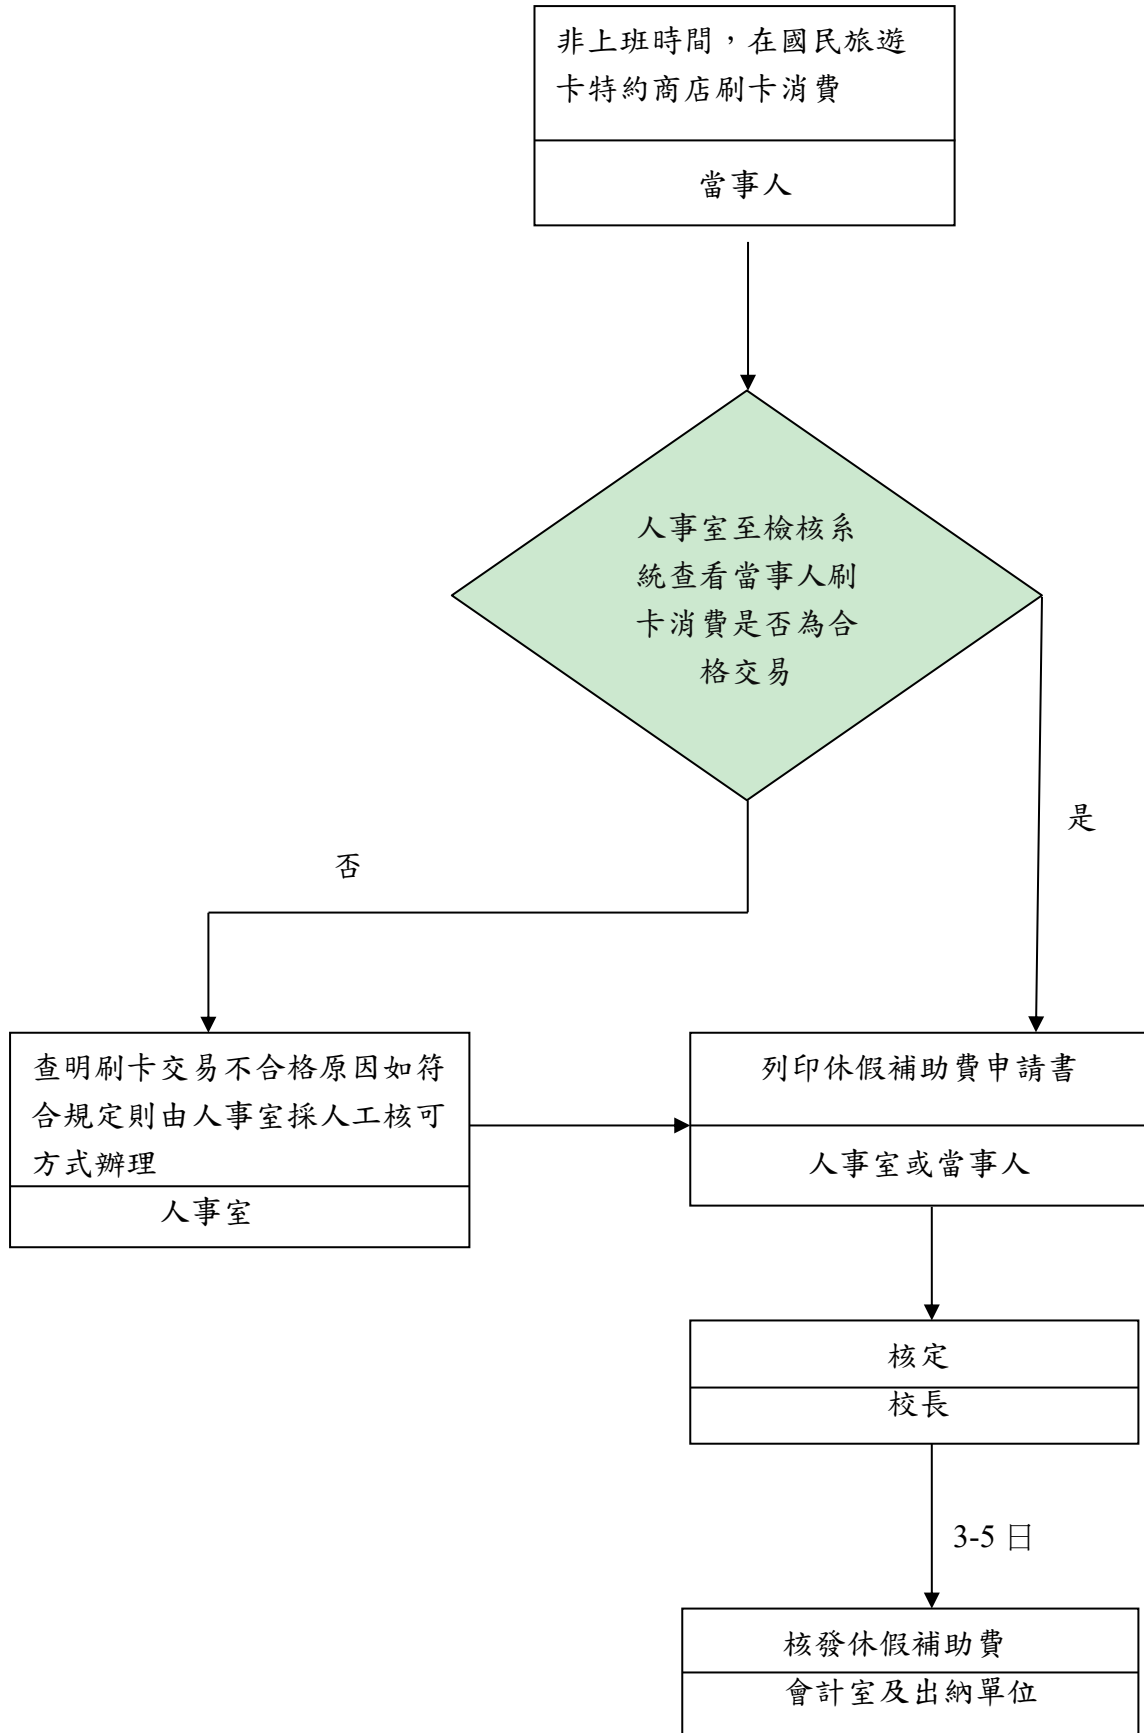 非上班時間，在國民旅遊
卡特約商店刷卡消費
當事人
人事室至檢核系
統查看當事人刷
卡消費是否為合
格交易
是
否
查明刷卡交易不合格原因如符
合規定則由人事室採人工核可
方式辦理
人事室
列印休假補助費申請書
人事室或當事人
核定
校長
3-5 日
核發休假補助費
會計室及出納單位